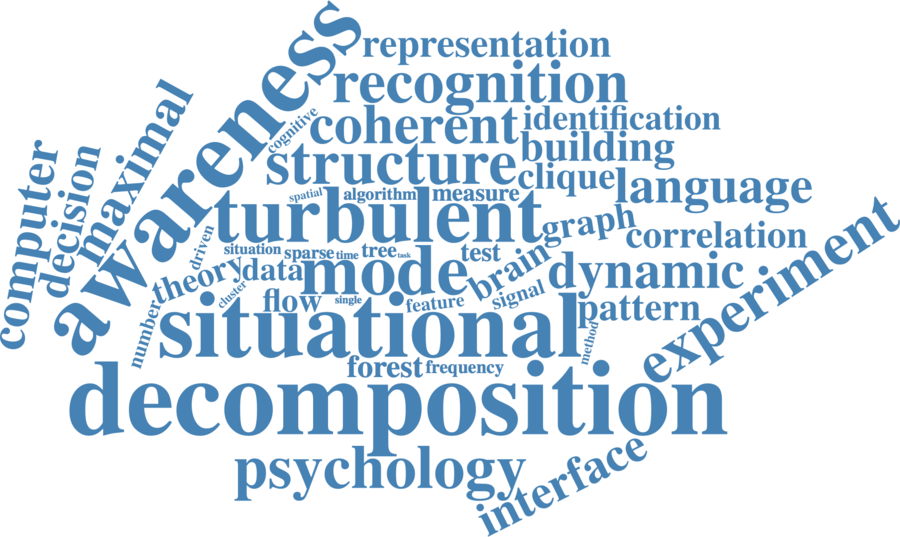 representation
awareness
recognition
cognitive
coherent
identification
maximal
building
structure
computer
decision
clique
language
spatial
algorithm
measure
turbulent
graph
driven
correlation
situation
sparse
time
tree
task
test
experiment
theory
data
mode
brain
dynamic
cluster
flow
single
feature
signal
pattern
number
situational
method
forest
frequency
decomposition
psychology
interface